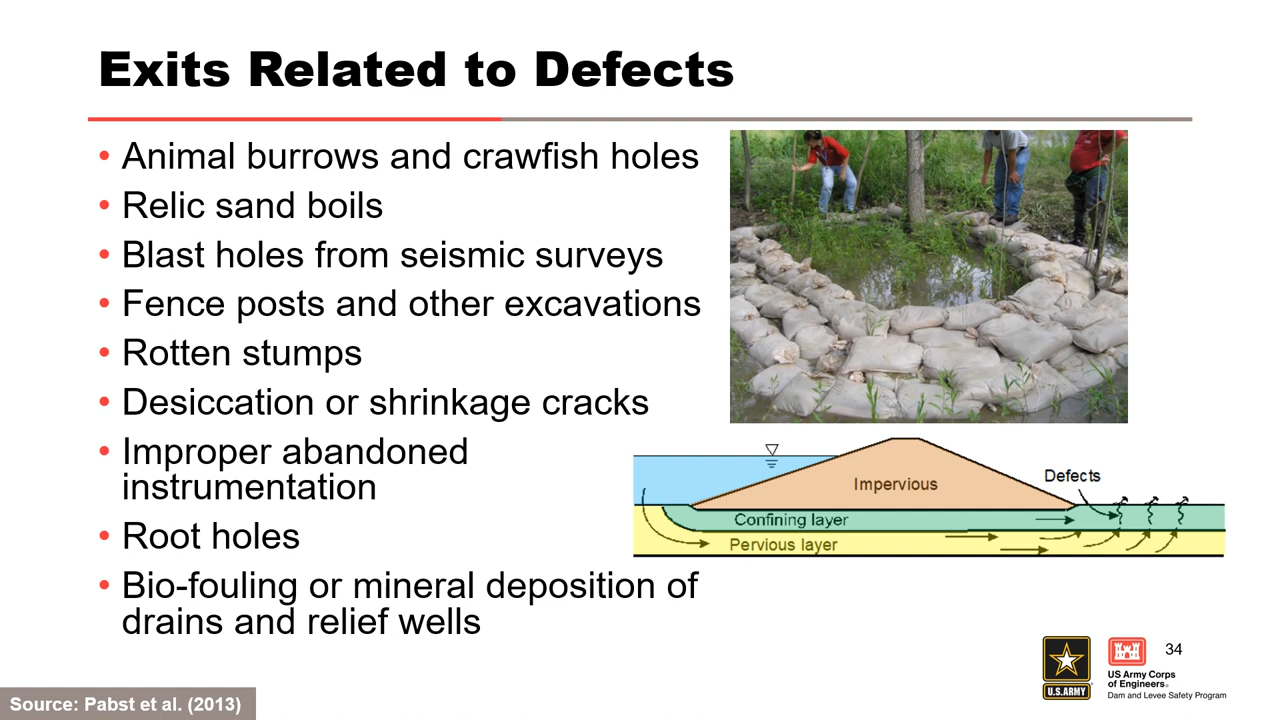 Exits Related to Defects
• Animal burrows and crawfish holes
• Relic sand boils
• Blast holes from seismic surveys
• Fence posts and other excavations
• Rotten stumps
• Desiccation or shrinkage cracks
• Improper abandoned
instrumentation
• Root holes
• Bio-fouling or mineral deposition of
drains and relief wells
Impervious
Defects
Confining layer
Pervious layer
U.S.ARMY
US Army Corps
of Engineers®
Dam and Levee Safety Program
34
Source: Pabst et al. (2013)